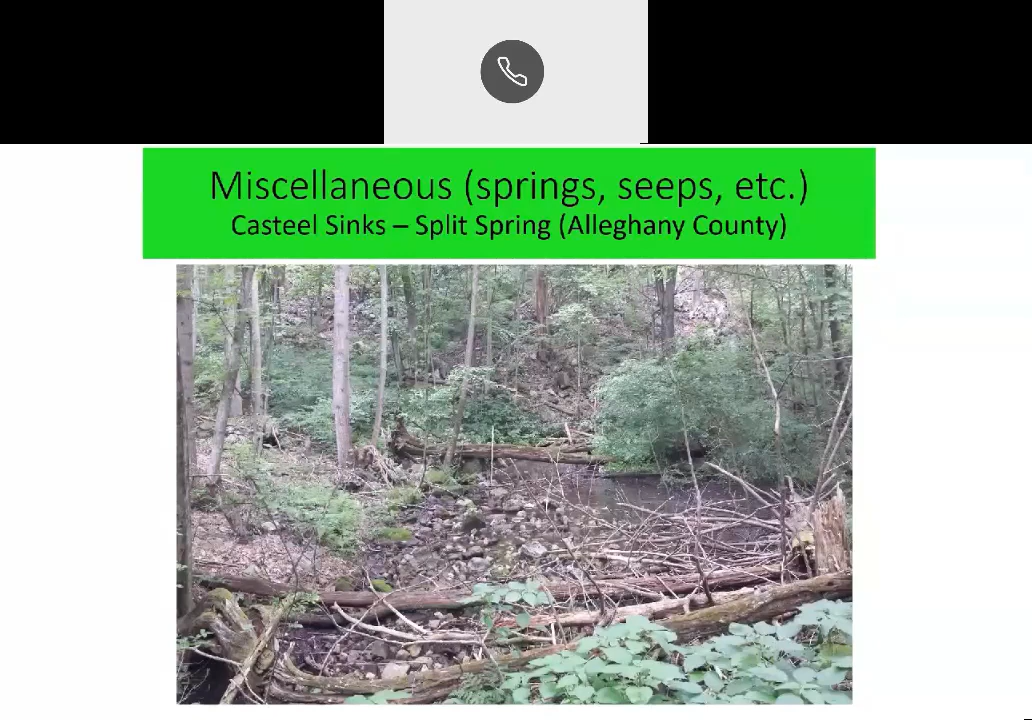 Miscellaneous (springs, seeps, etc.)
Casteel Sinks – Split Spring (Alleghany County)